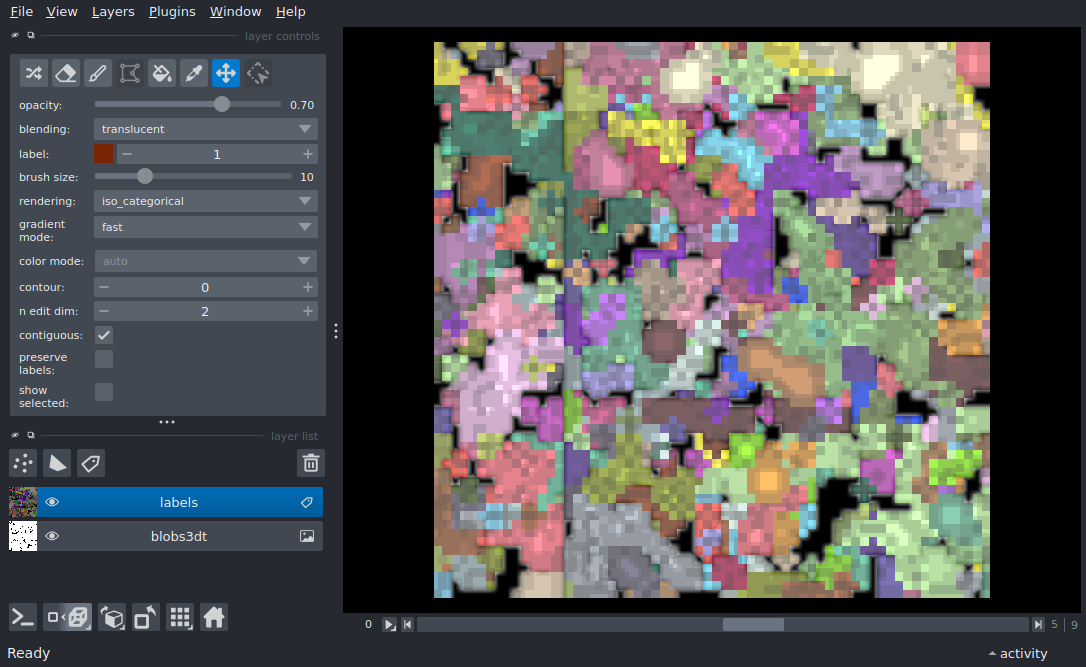 File View Layers Plugins Window Help
layer controls
opacity: 0.70
blending: translucent
label: 1
brush size: 10
rendering: iso_categorical
gradient
mode: fast
color mode: auto
contour: 0
n edit dim: 2
contiguous:
preserve
labels:
show
selected:
layer list
labels
blobs3dt
0 5 9
Ready activity